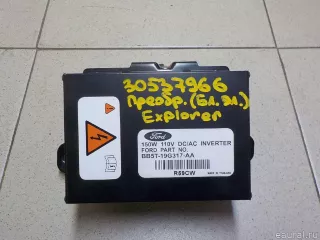 30537966
Преобр.(Бл.эл.)
Explorer
Ford
150W 110V DC/AC INVERTER
FORD PART NO.
BB5T-19G317-AA
R89CW